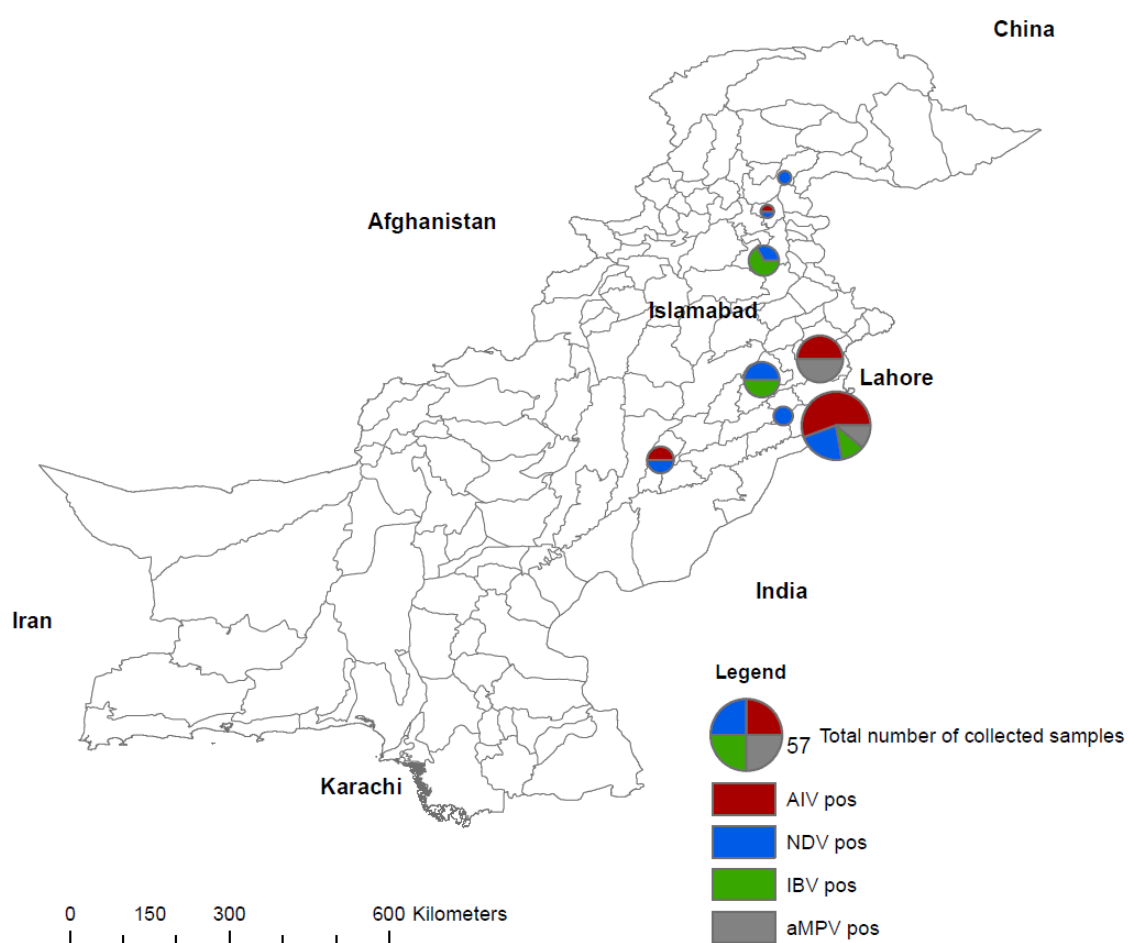 China
Afghanistan
Islamabad
Lahore
India
Iran
Legend
57 Total number of collected samples
Karachi
AIV pos
NDV pos
IBV pos
aMPV pos
0 150 300 600 Kilometers